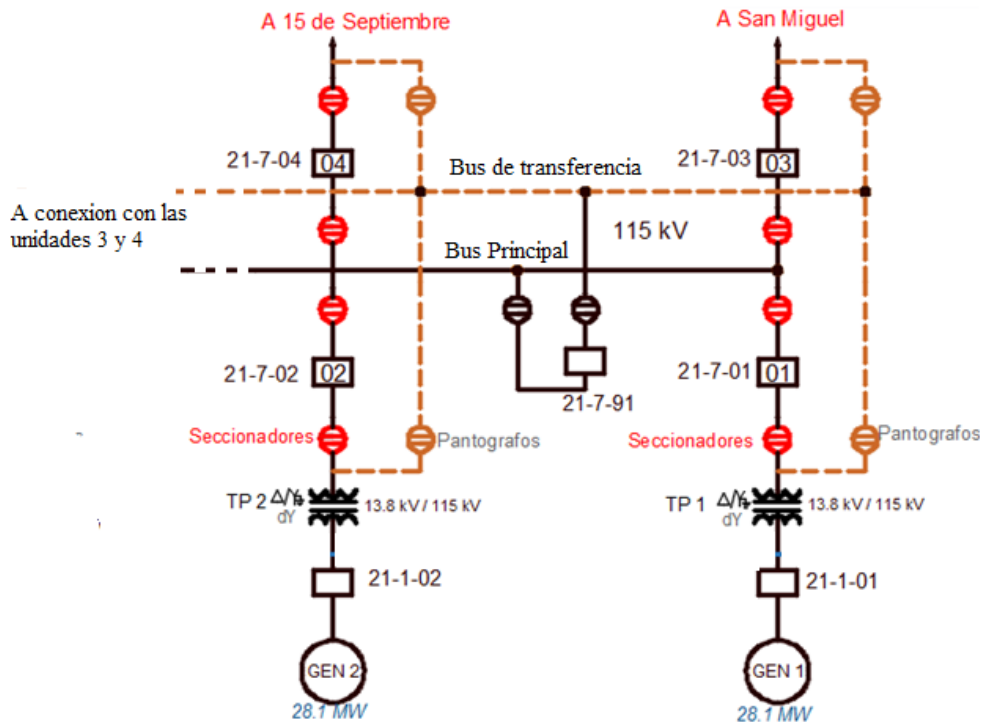 A 15 de Septiembre
A San Miguel
21-7-04
04
21-7-03
03
Bus de transferencia
A conexion con las
unidades 3 y 4
115 kV
Bus Principal
21-7-02
02
21-7-01
01
21-7-91
Seccionadores
Pantografos
Seccionadores
Pantografos
TP 2
Δ/Y
dY
13.8 kV / 115 kV
TP 1
Δ/Y
dY
13.8 kV / 115 kV
21-1-02
21-1-01
GEN 2
GEN 1
28.1 MW
28.1 MW